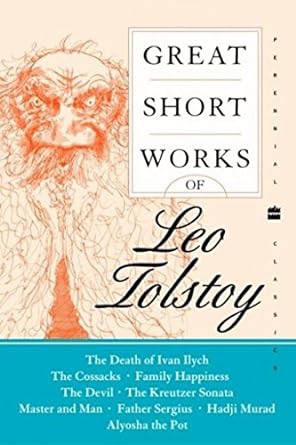 GREAT
SHORT
WORKS
OF
Leo
Tolstoy
PERENNIAL
CLASSICS
The Death of Ivan Ilych
The Cossacks · Family Happiness
The Devil · The Kreutzer Sonata
Master and Man · Father Sergius · Hadji Murad
Alyosha the Pot